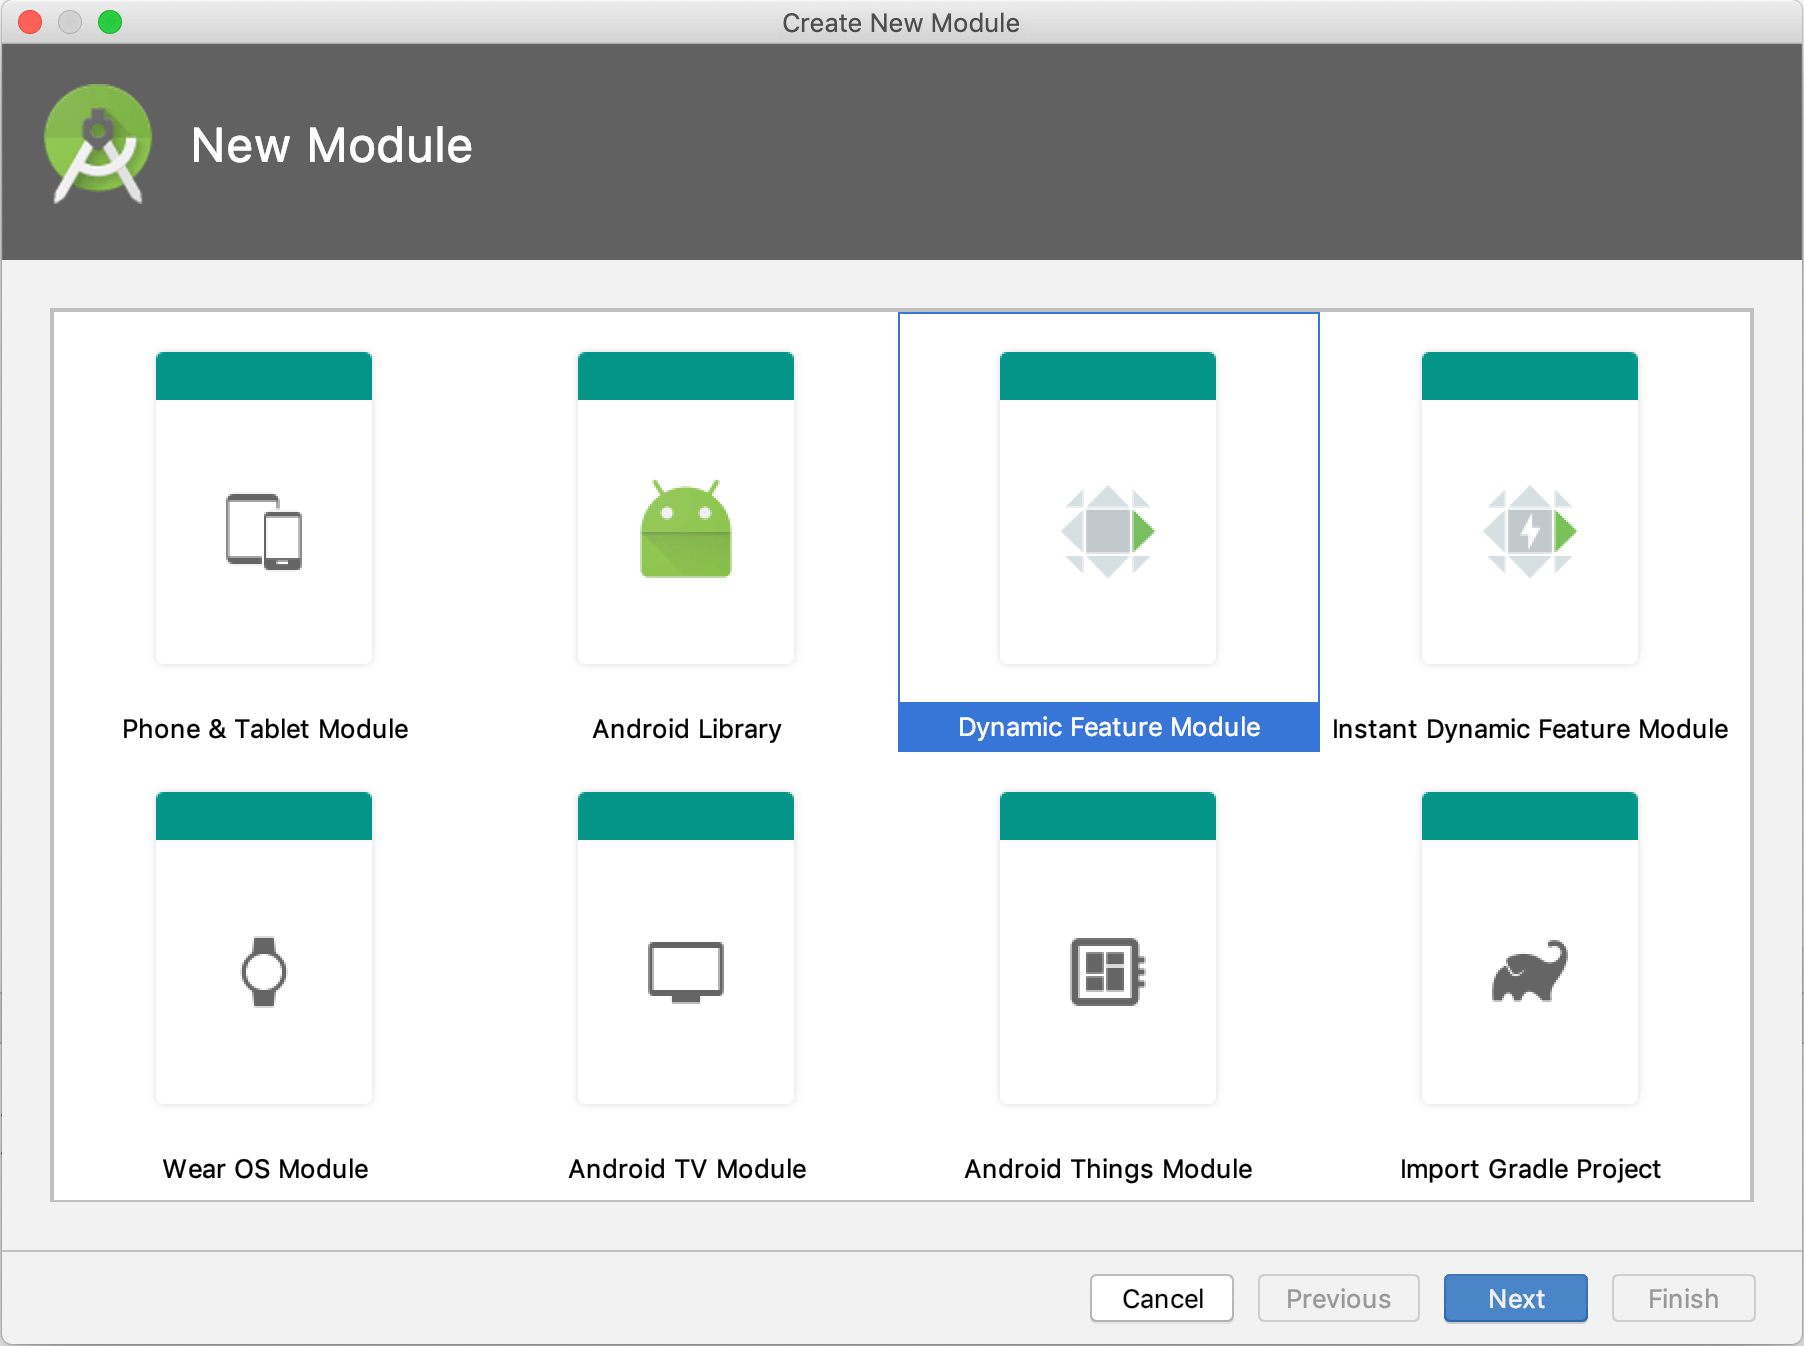 Create New Module
New Module
Phone & Tablet Module
Android Library
Dynamic Feature Module
Instant Dynamic Feature Module
Wear OS Module
Android TV Module
Android Things Module
Import Gradle Project
Cancel
Previous
Next
Finish